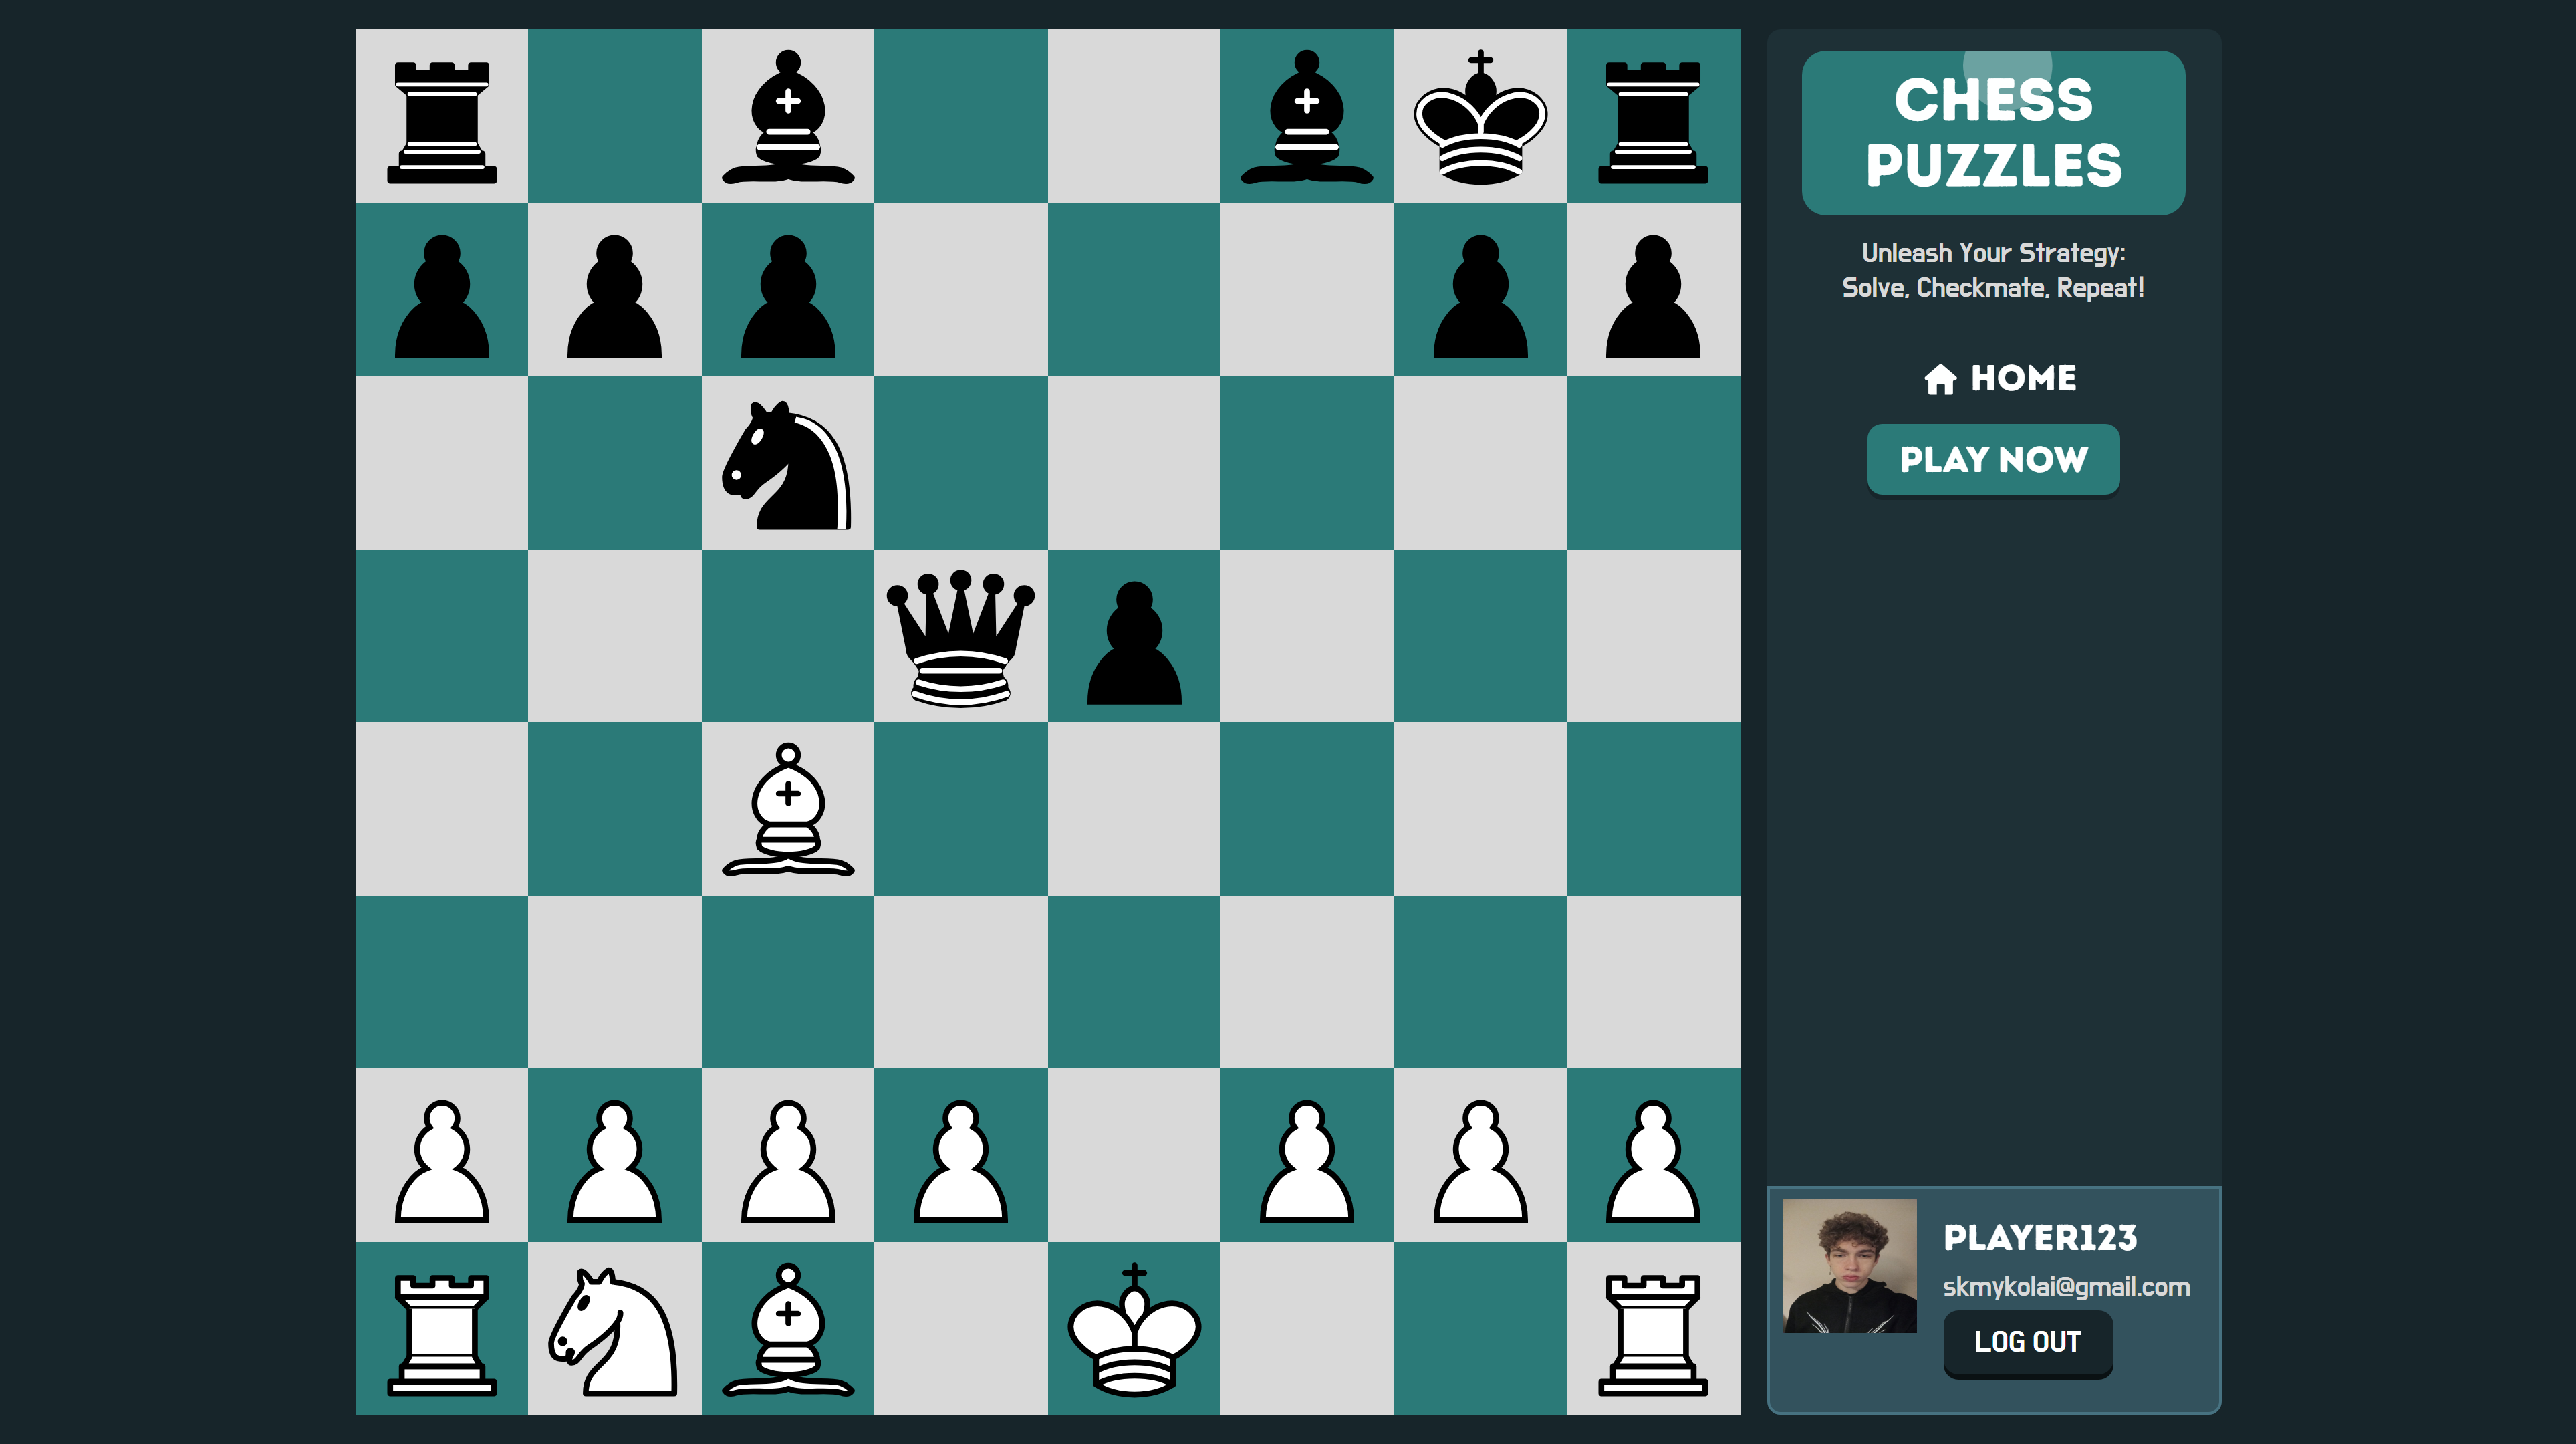 CHESS
PUZZLES
Unleash Your Strategy:
Solve, Checkmate, Repeat!
HOME
PLAY NOW
PLAYER123
skmykolai@gmail.com
LOG OUT